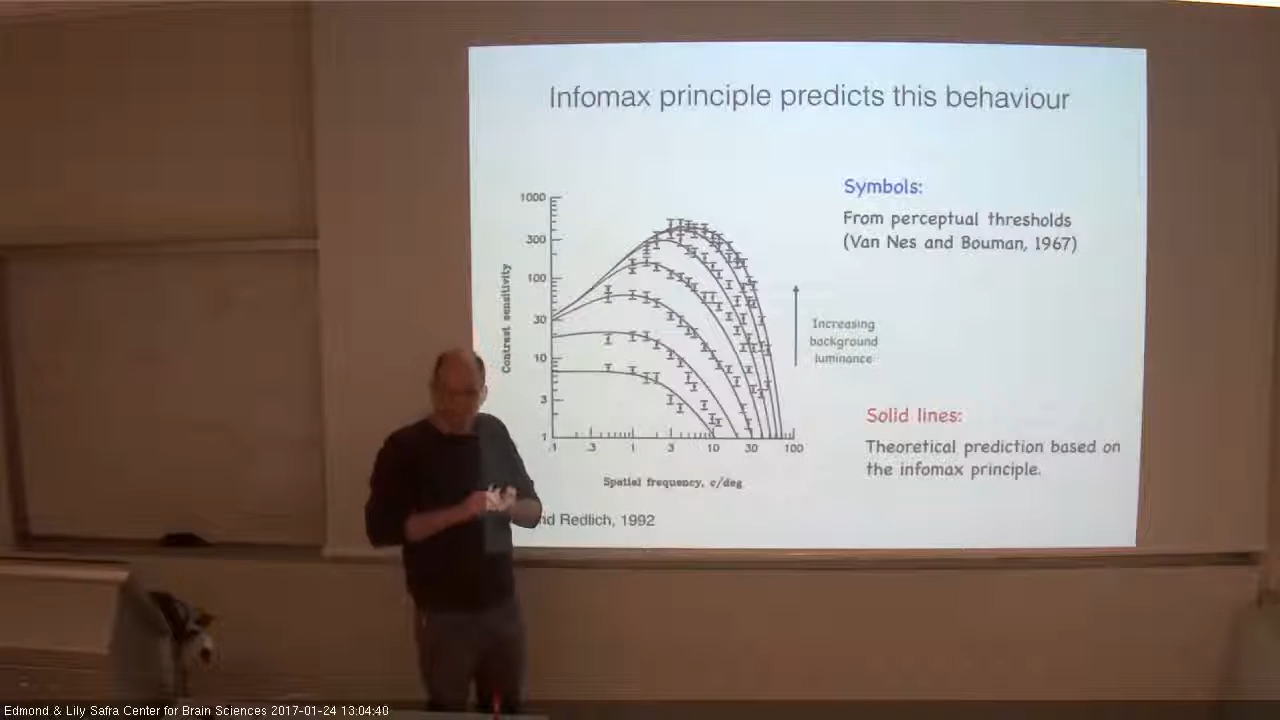 Infomax principle predicts this behaviour
Symbols:
From perceptual thresholds
(Van Nes and Bouman, 1967)
1000
300
100
30
10
3
1
Contrast sensitivity
.1 .3 1 3 10 30 100
Spatial frequency, c/deg
Increasing
background
luminance
Solid lines:
Theoretical prediction based on
the infomax principle.
nd Redlich, 1992
Edmond & Lily Safra Center for Brain Sciences 2017-01-24 13:04:40